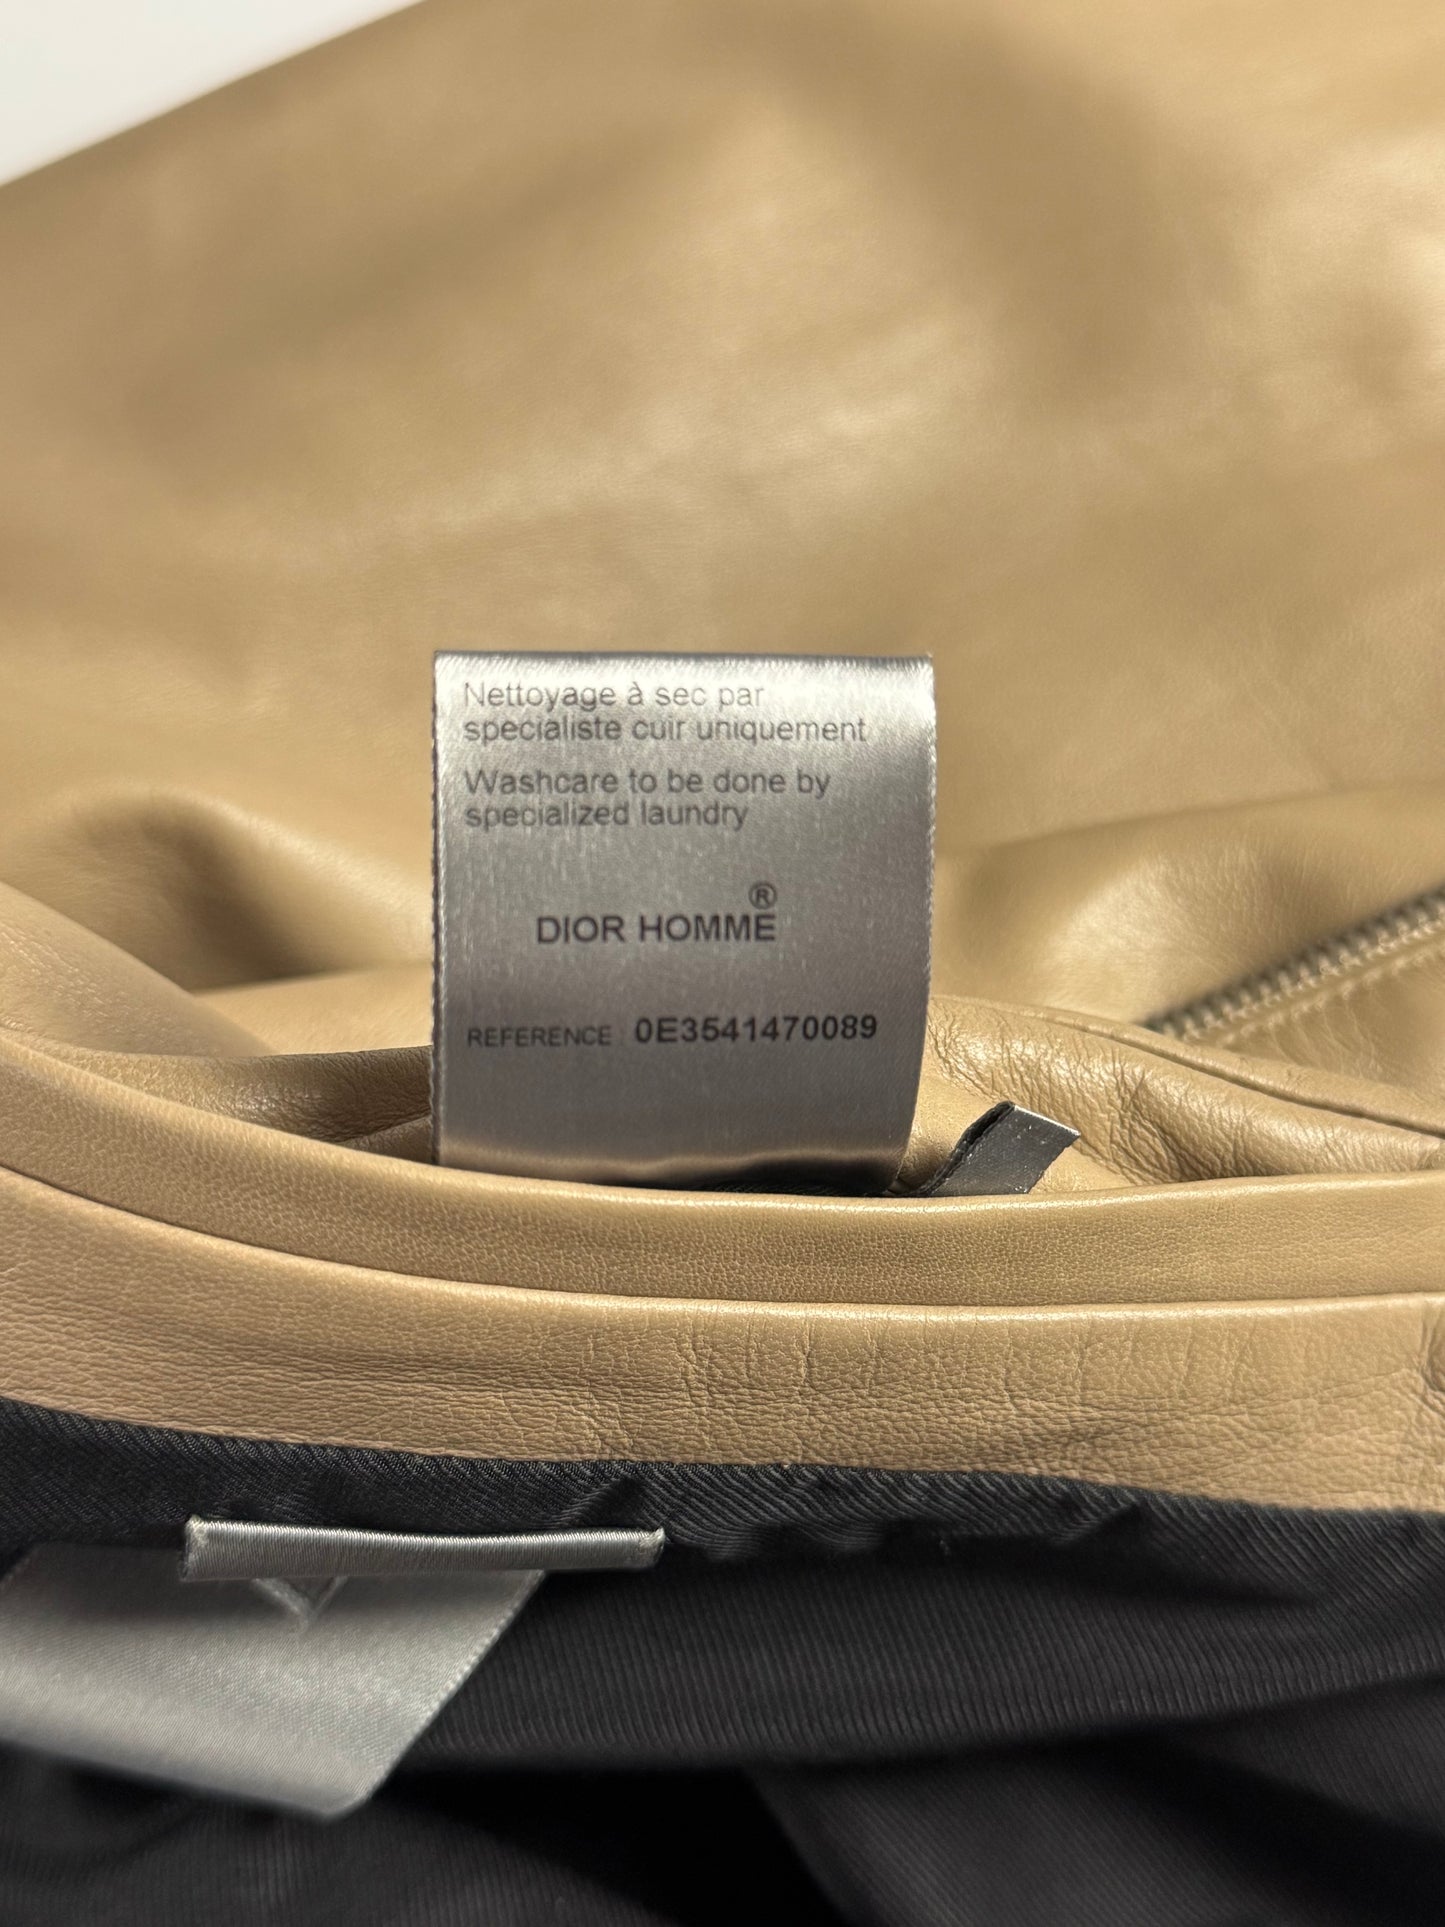 Nettoyage à sec par
specialiste cuir uniquement
Washcare to be done by
specialized laundry
DIOR HOMME®
REFERENCE : 0E3541470089